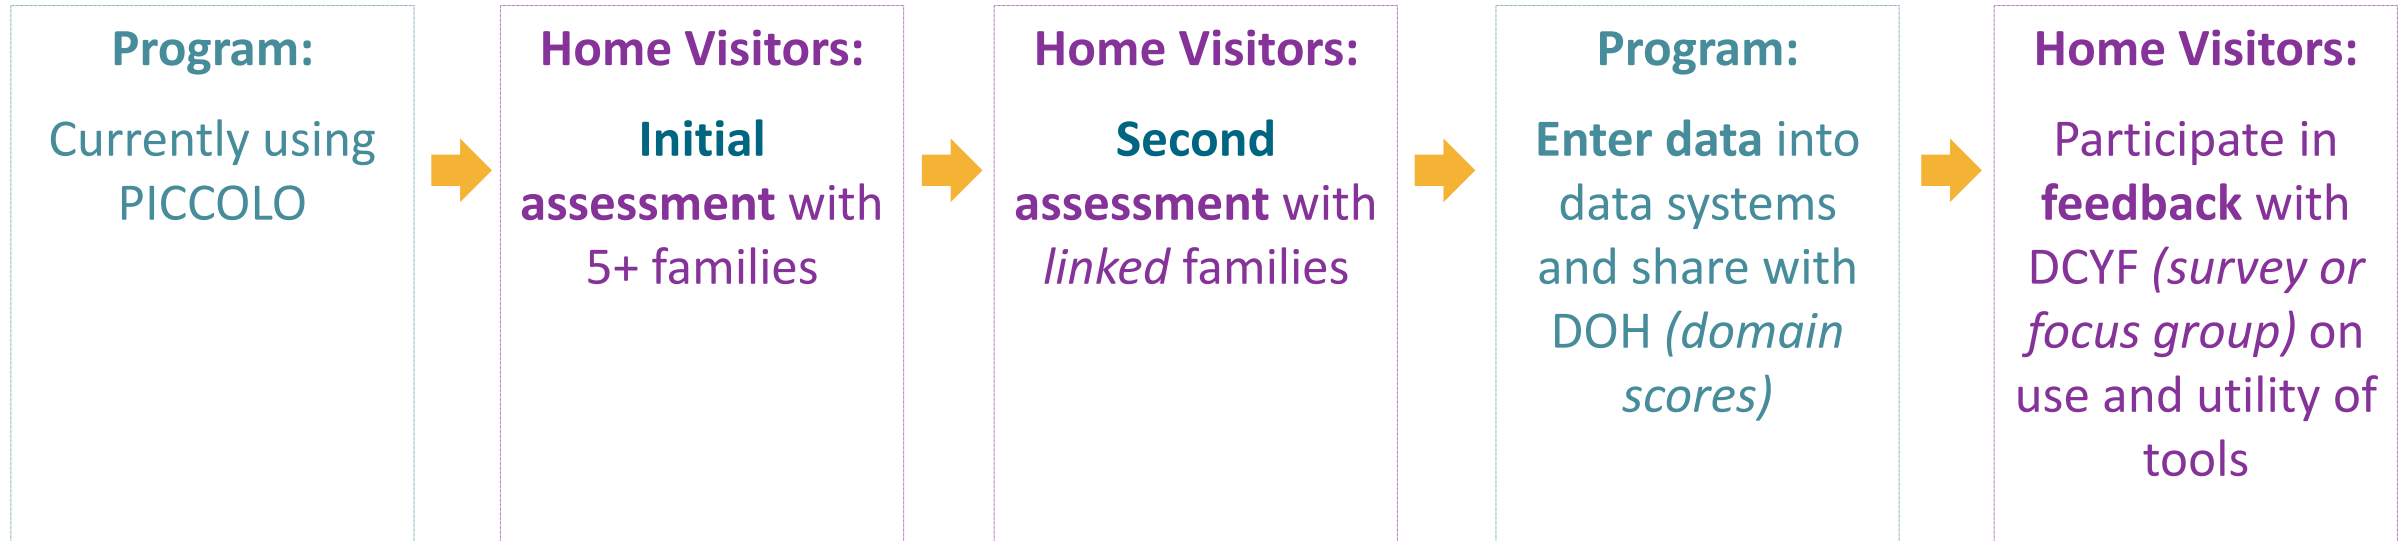 Program:
Currently using
PICCOLO
Home Visitors:
Initial
assessment with
5+ families
Home Visitors:
Second
assessment with
linked families
Program:
Enter data into
data systems
and share with
DOH (domain
scores)
Home Visitors:
Participate in
feedback with
DCYF (survey or
focus group) on
use and utility of
tools